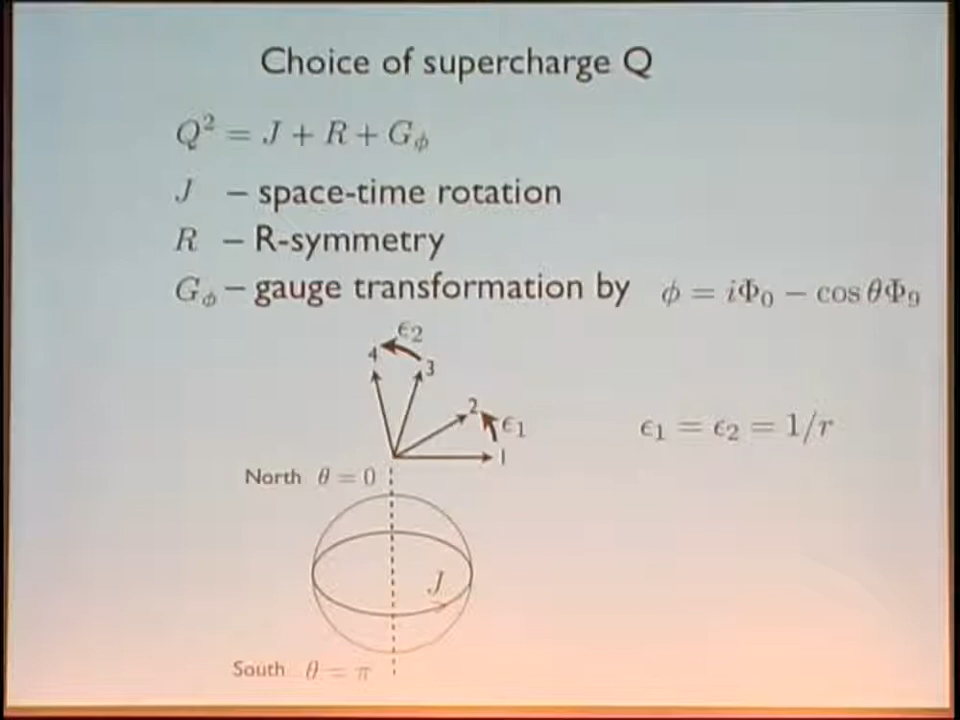 Choice of supercharge Q
Q² = J + R + G_ϕ
J – space-time rotation
R – R-symmetry
G_ϕ – gauge transformation by ϕ = iΦ₀ − cos θΦ₉
ϵ₂
4
3
2
ϵ₁
1
ϵ₁ = ϵ₂ = 1/r
North θ = 0
J
South θ = π